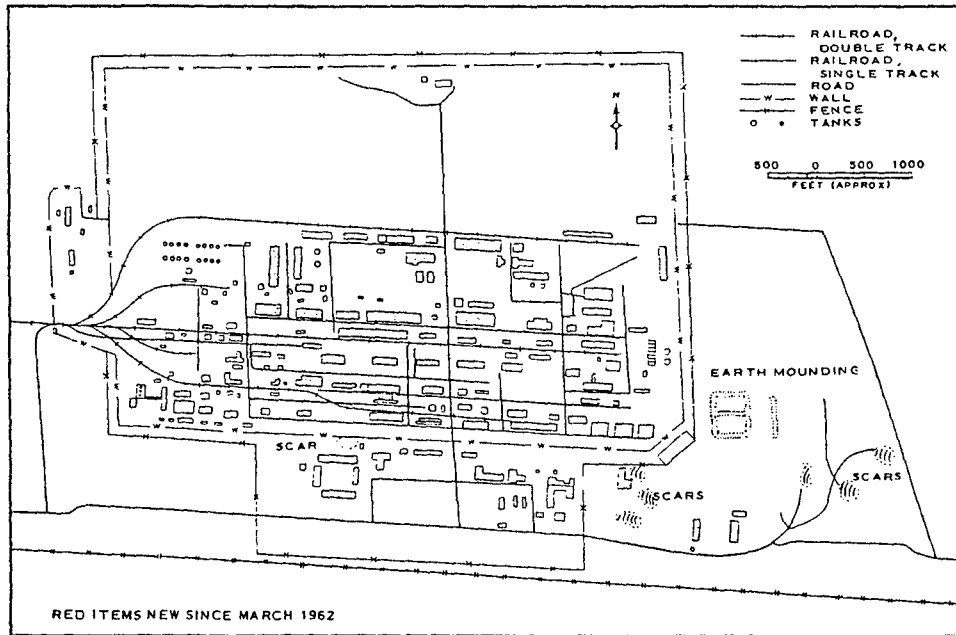 RAILROAD,
DOUBLE TRACK
RAILROAD,
SINGLE TRACK
ROAD
W WALL
FENCE
TANKS
N
500 0 500 1000
FEET (APPROX)
EARTH MOUNDING
SCAR
SCARS
SCARS
RED ITEMS NEW SINCE MARCH 1962